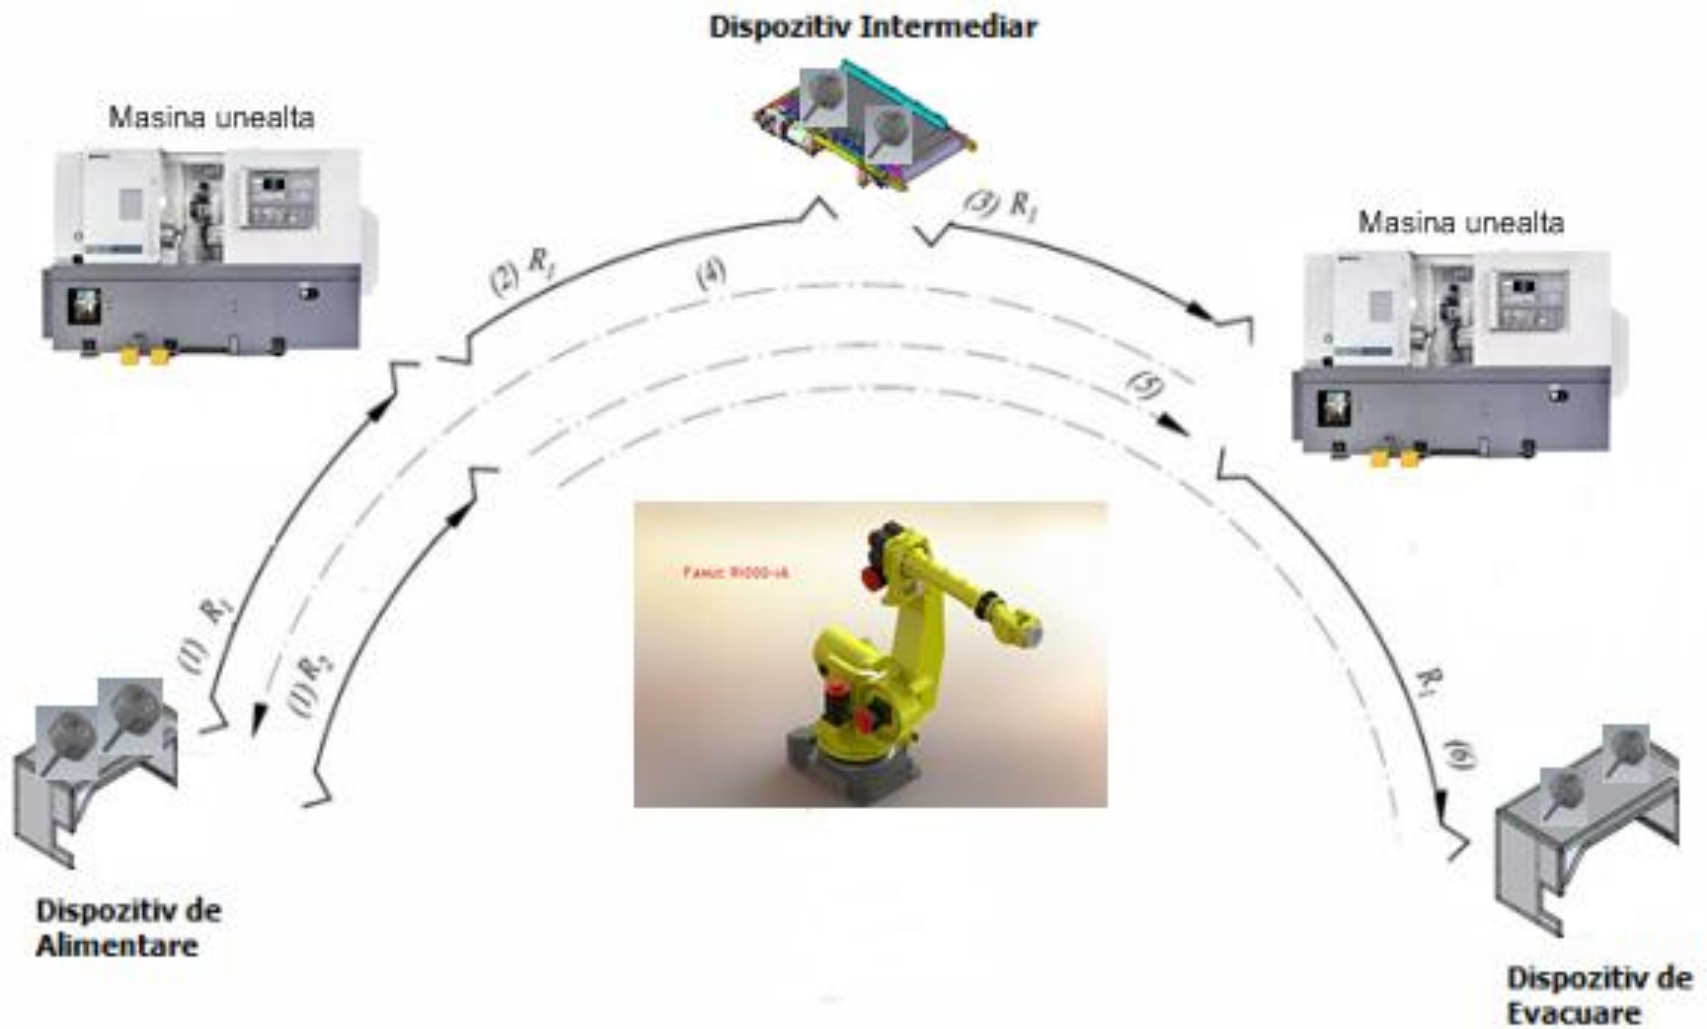 Dispozitiv Intermediar
Masina unealta
Masina unealta
(3) R₁
(2) R₁
(4)
(5)
(1) R₁
(1) R₂
R₁
(6)
Dispozitiv de
Alimentare
Dispozitiv de
Evacuare